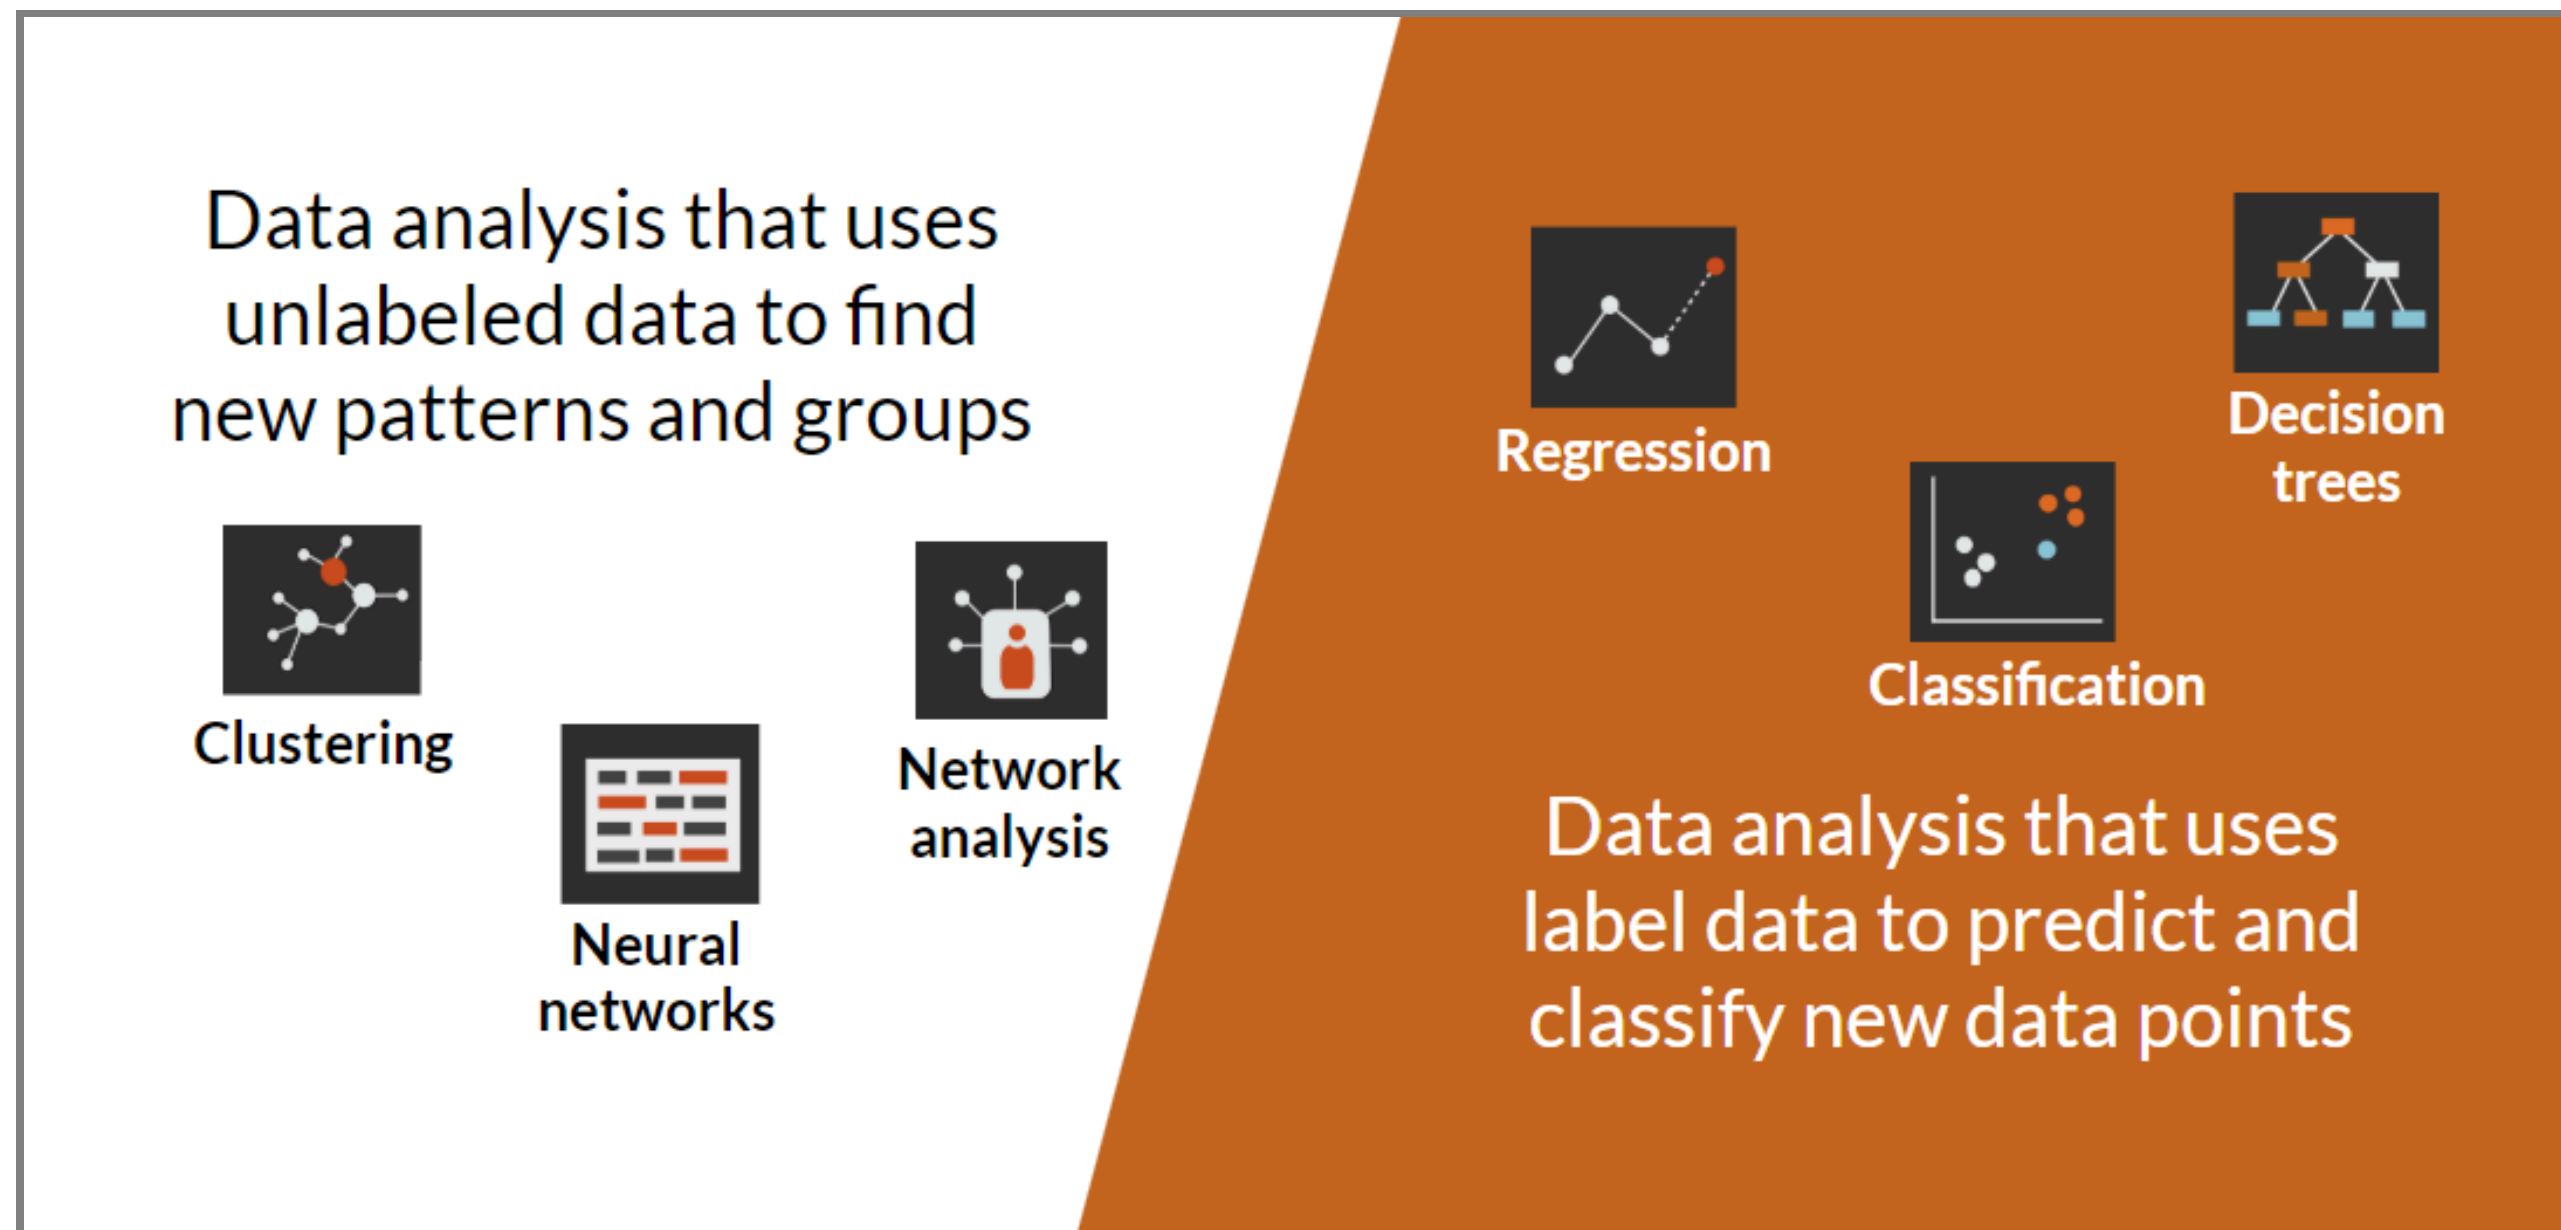 Data analysis that uses
unlabeled data to find
new patterns and groups
Clustering
Neural
networks
Network
analysis
Regression
Decision
trees
Classification
Data analysis that uses
label data to predict and
classify new data points